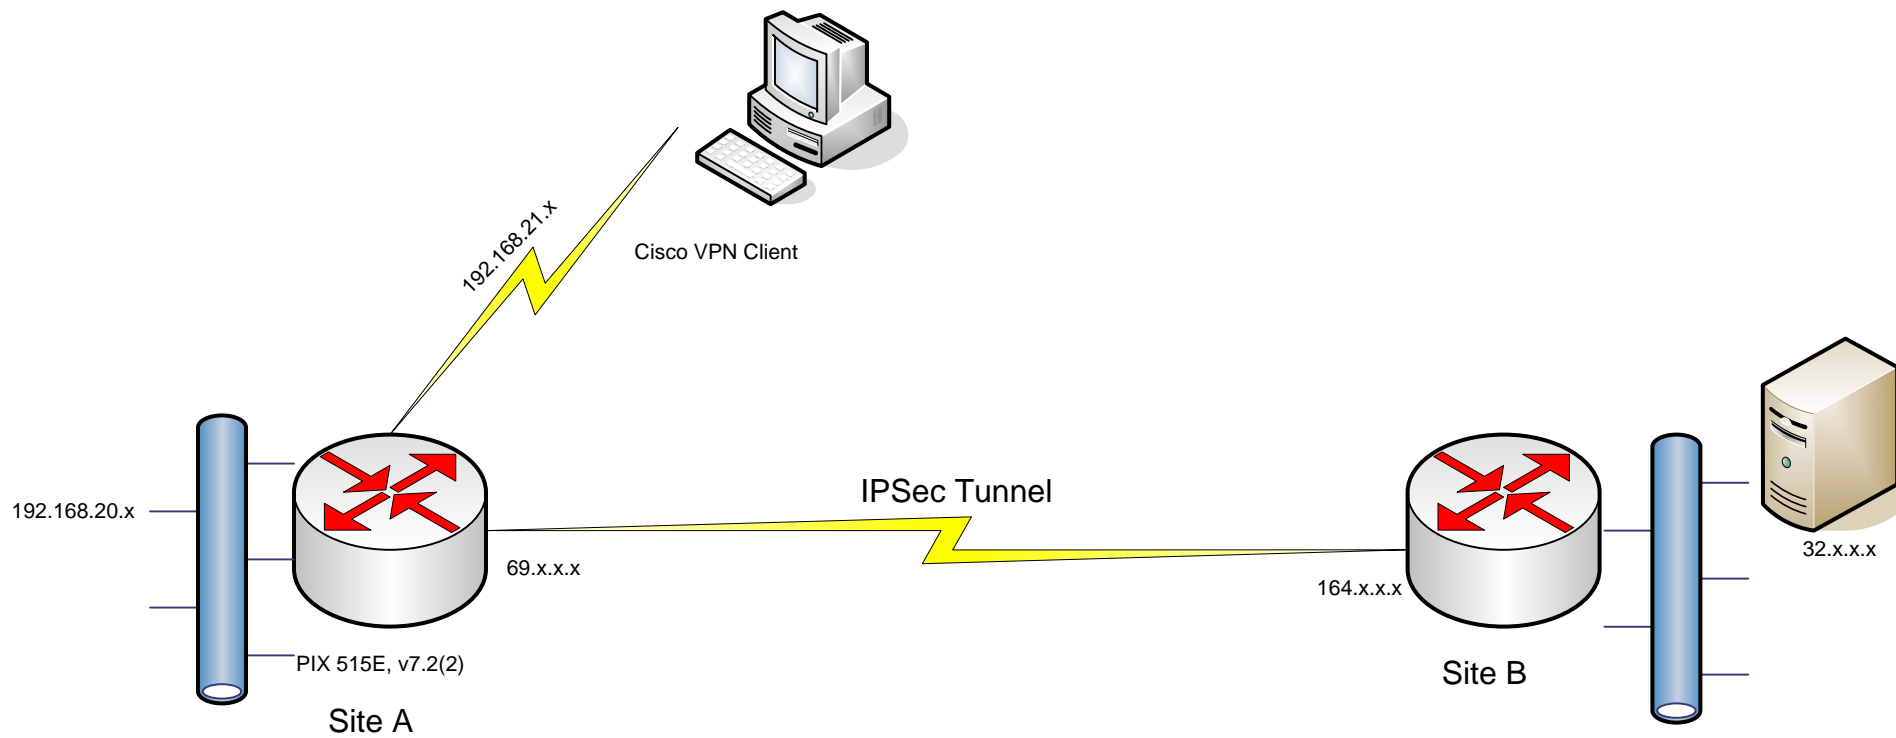 192.168.21.x
Cisco VPN Client
IPSec Tunnel
192.168.20.x
69.x.x.x
164.x.x.x
32.x.x.x
PIX 515E, v7.2(2)
Site A
Site B